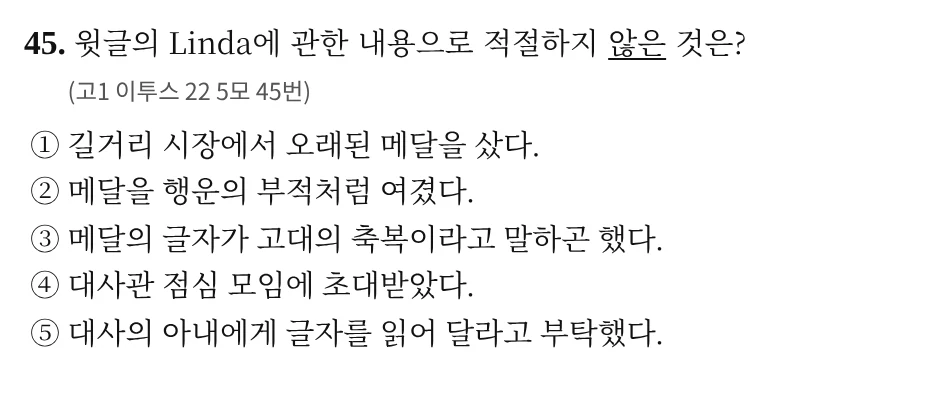 45. 윗글의 Linda에 관한 내용으로 적절하지 않은 것은?
(고1 이투스 22 5모 45번)
① 길거리 시장에서 오래된 메달을 샀다.
② 메달을 행운의 부적처럼 여겼다.
③ 메달의 글자가 고대의 축복이라고 말하곤 했다.
④ 대사관 점심 모임에 초대받았다.
⑤ 대사의 아내에게 글자를 읽어 달라고 부탁했다.